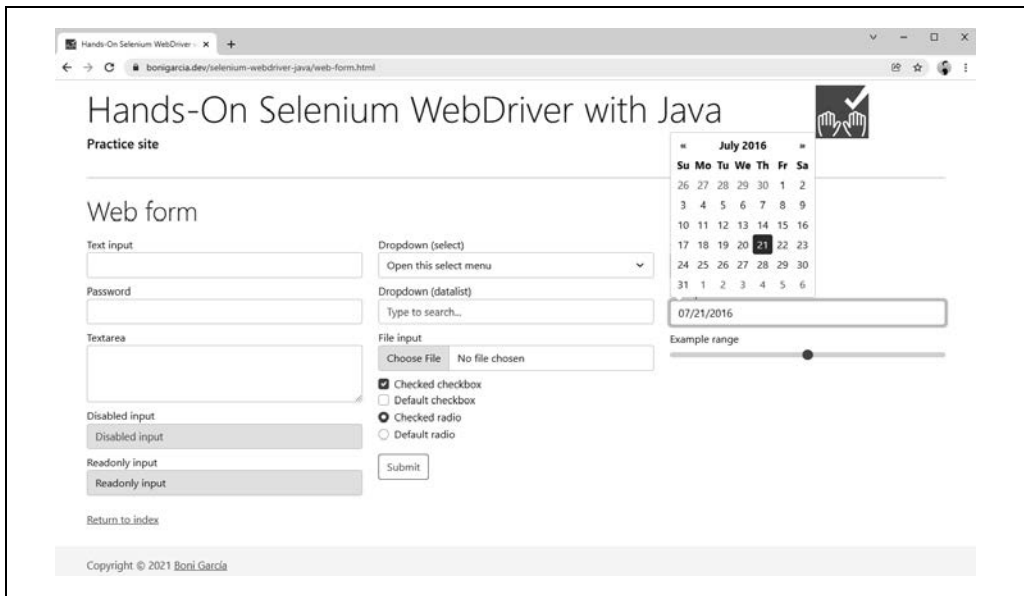 Hands-On Selenium WebDriver
bonigarcia.dev/selenium-webdriver-java/web-form.html
Hands-On Selenium WebDriver with Java
Practice site
Web form
Text input
Password
Textarea
Disabled input
Disabled input
Readonly input
Readonly input
Return to index
Dropdown (select)
Open this select menu
Dropdown (datalist)
Type to search...
File input
Choose File No file chosen
Checked checkbox
Default checkbox
Checked radio
Default radio
Submit
« July 2016 »
Su Mo Tu We Th Fr Sa
26 27 28 29 30 1 2
3 4 5 6 7 8 9
10 11 12 13 14 15 16
17 18 19 20 21 22 23
24 25 26 27 28 29 30
31 1 2 3 4 5 6
07/21/2016
Example range
Copyright © 2021 Boni García